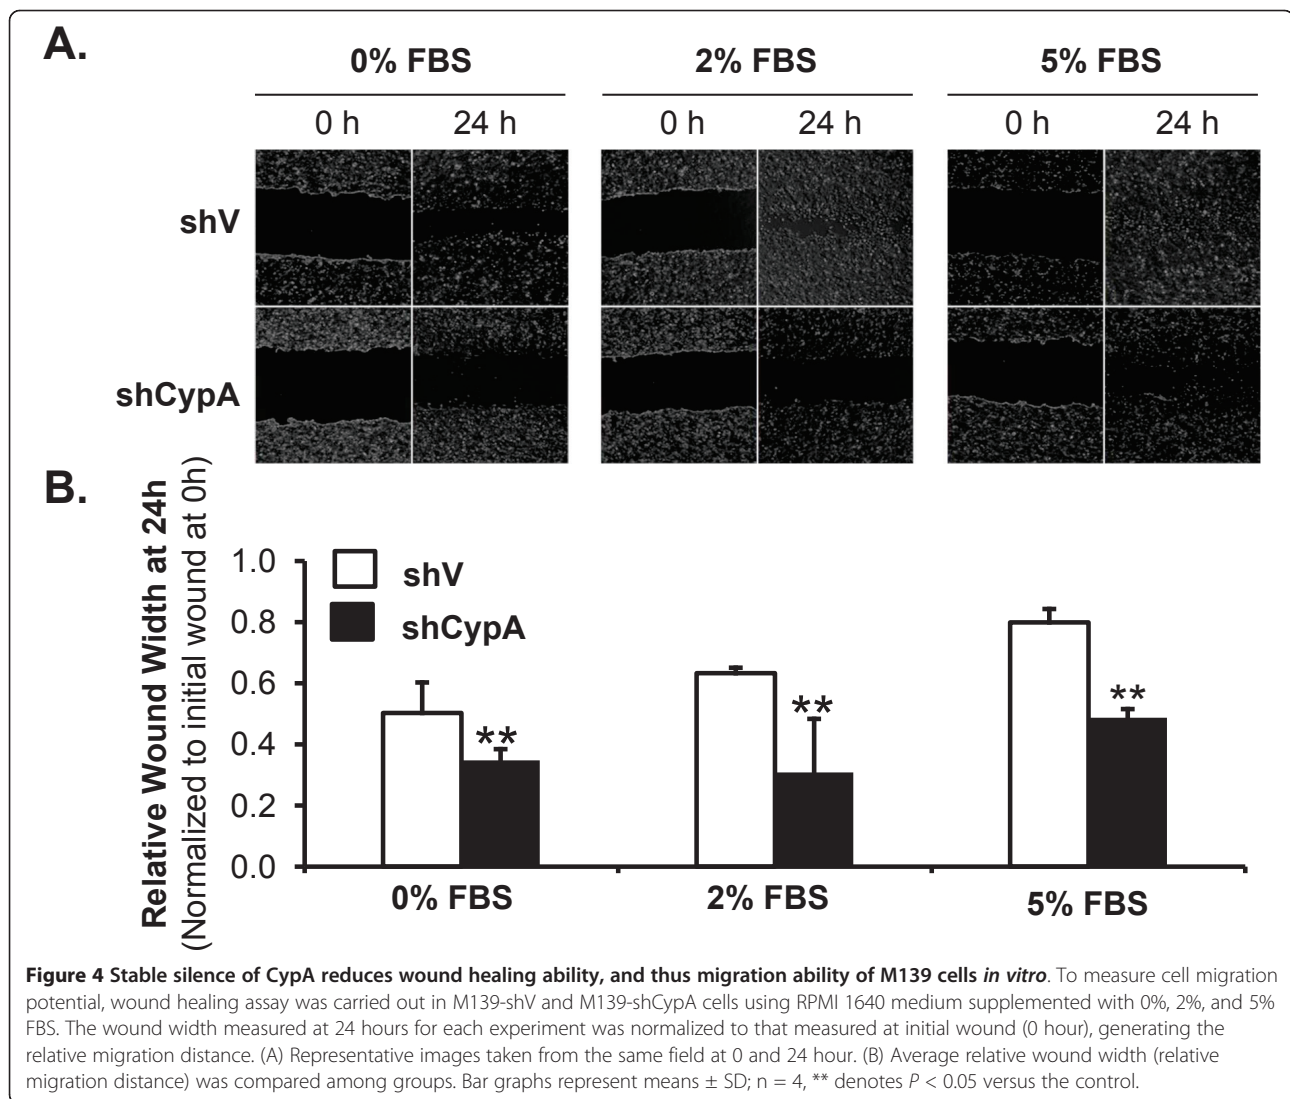 A.
0% FBS 2% FBS 5% FBS
0 h 24 h 0 h 24 h 0 h 24 h
shV
shCypA
B.
Relative Wound Width at 24h
(Normalized to initial wound at 0h)
1.0
0.8
0.6
0.4
0.2
0.0
shV
shCypA
** ** **
0% FBS 2% FBS 5% FBS
Figure 4 Stable silence of CypA reduces wound healing ability, and thus migration ability of M139 cells in vitro. To measure cell migration
potential, wound healing assay was carried out in M139-shV and M139-shCypA cells using RPMI 1640 medium supplemented with 0%, 2%, and 5%
FBS. The wound width measured at 24 hours for each experiment was normalized to that measured at initial wound (0 hour), generating the
relative migration distance. (A) Representative images taken from the same field at 0 and 24 hour. (B) Average relative wound width (relative
migration distance) was compared among groups. Bar graphs represent means ± SD; n = 4, ** denotes P < 0.05 versus the control.